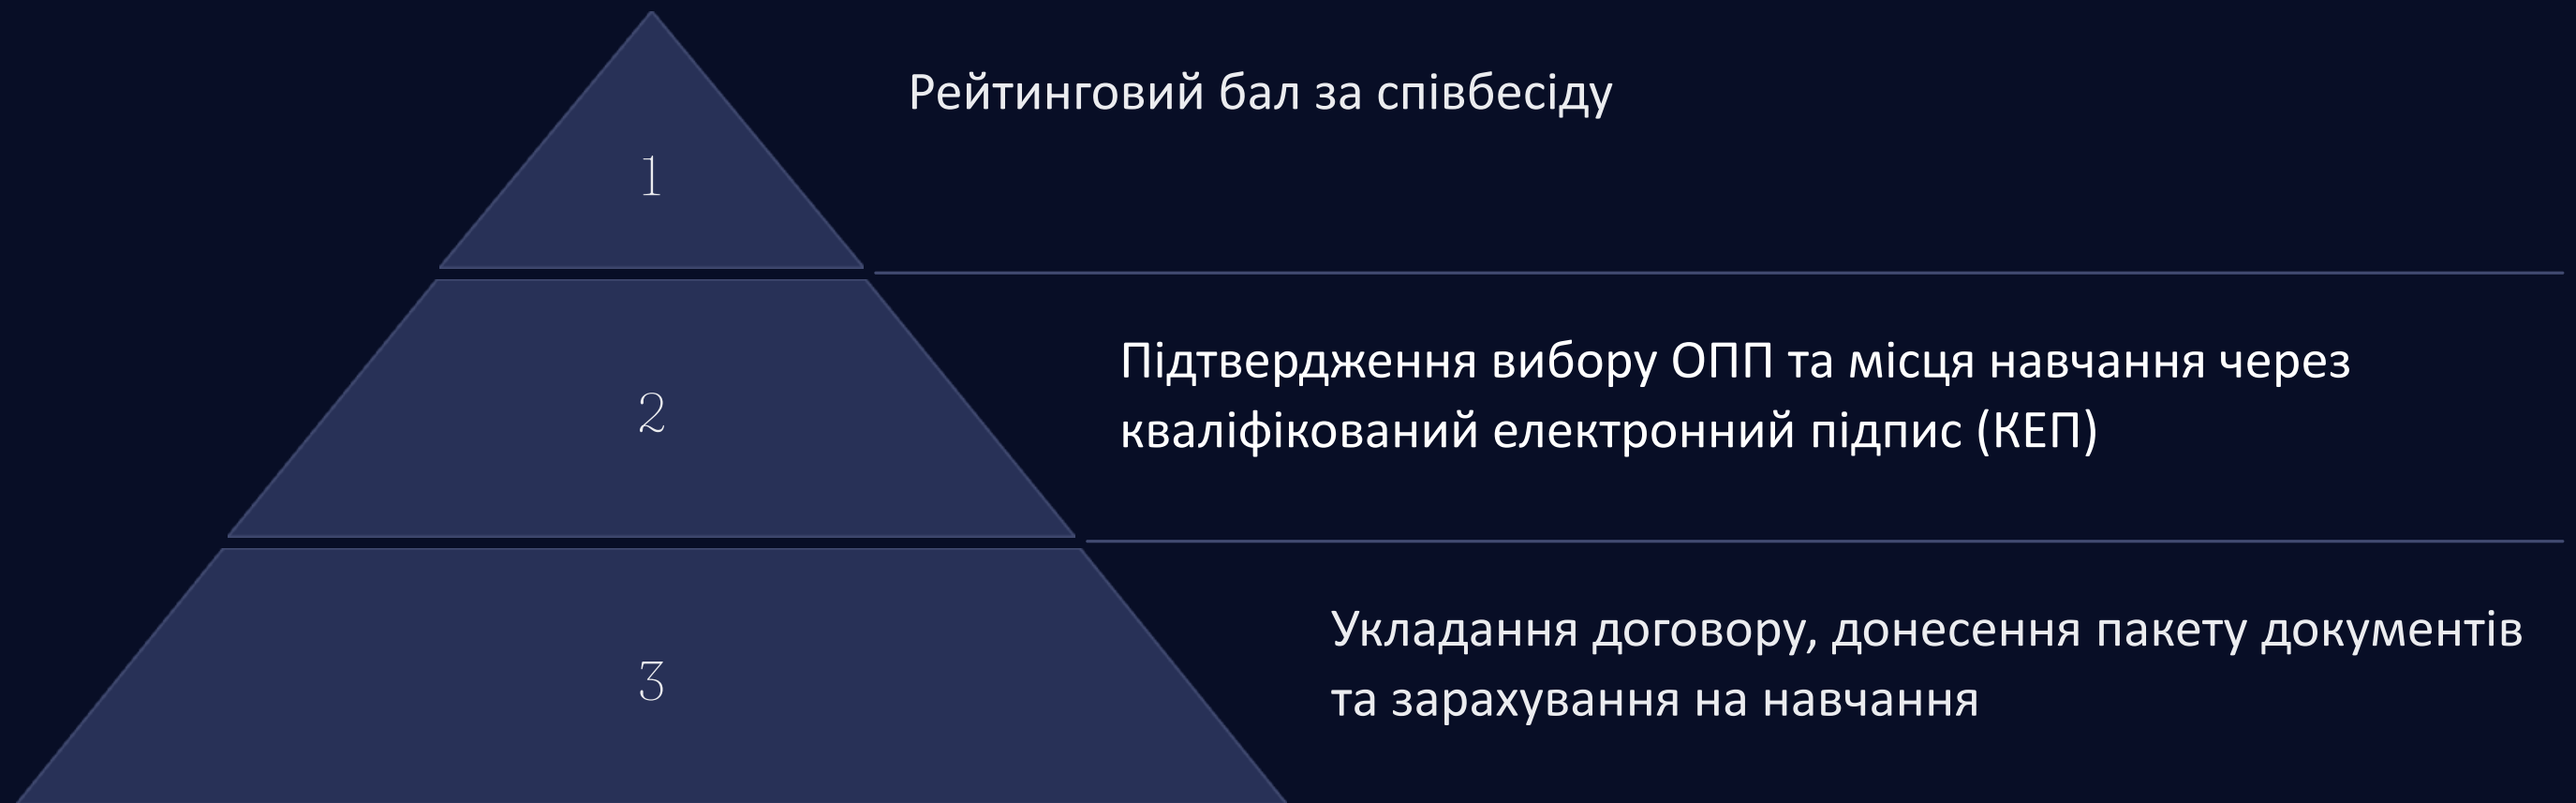 Рейтинговий бал за співбесіду
1
Підтвердження вибору ОПП та місця навчання через
кваліфікований електронний підпис (КЕП)
2
Укладання договору, донесення пакету документів
та зарахування на навчання
3